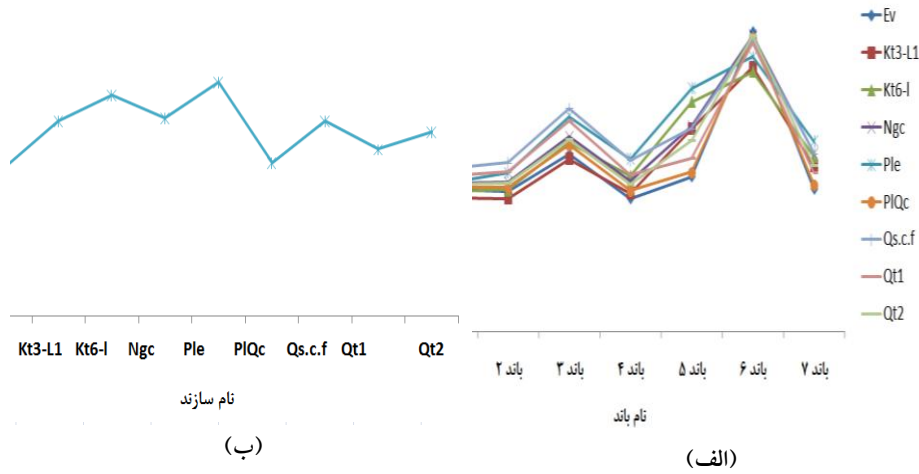 Ev
Kt3-L1
Kt6-l
Ngc
Ple
PlQc
Qs.c.f
Qt1
Qt2
باند ۲ باند ۳ باند ۴ باند ۵ باند ۶ باند ۷
نام باند
(الف)
Kt3-L1 Kt6-l Ngc Ple PlQc Qs.c.f Qt1 Qt2
نام سازند
(ب)